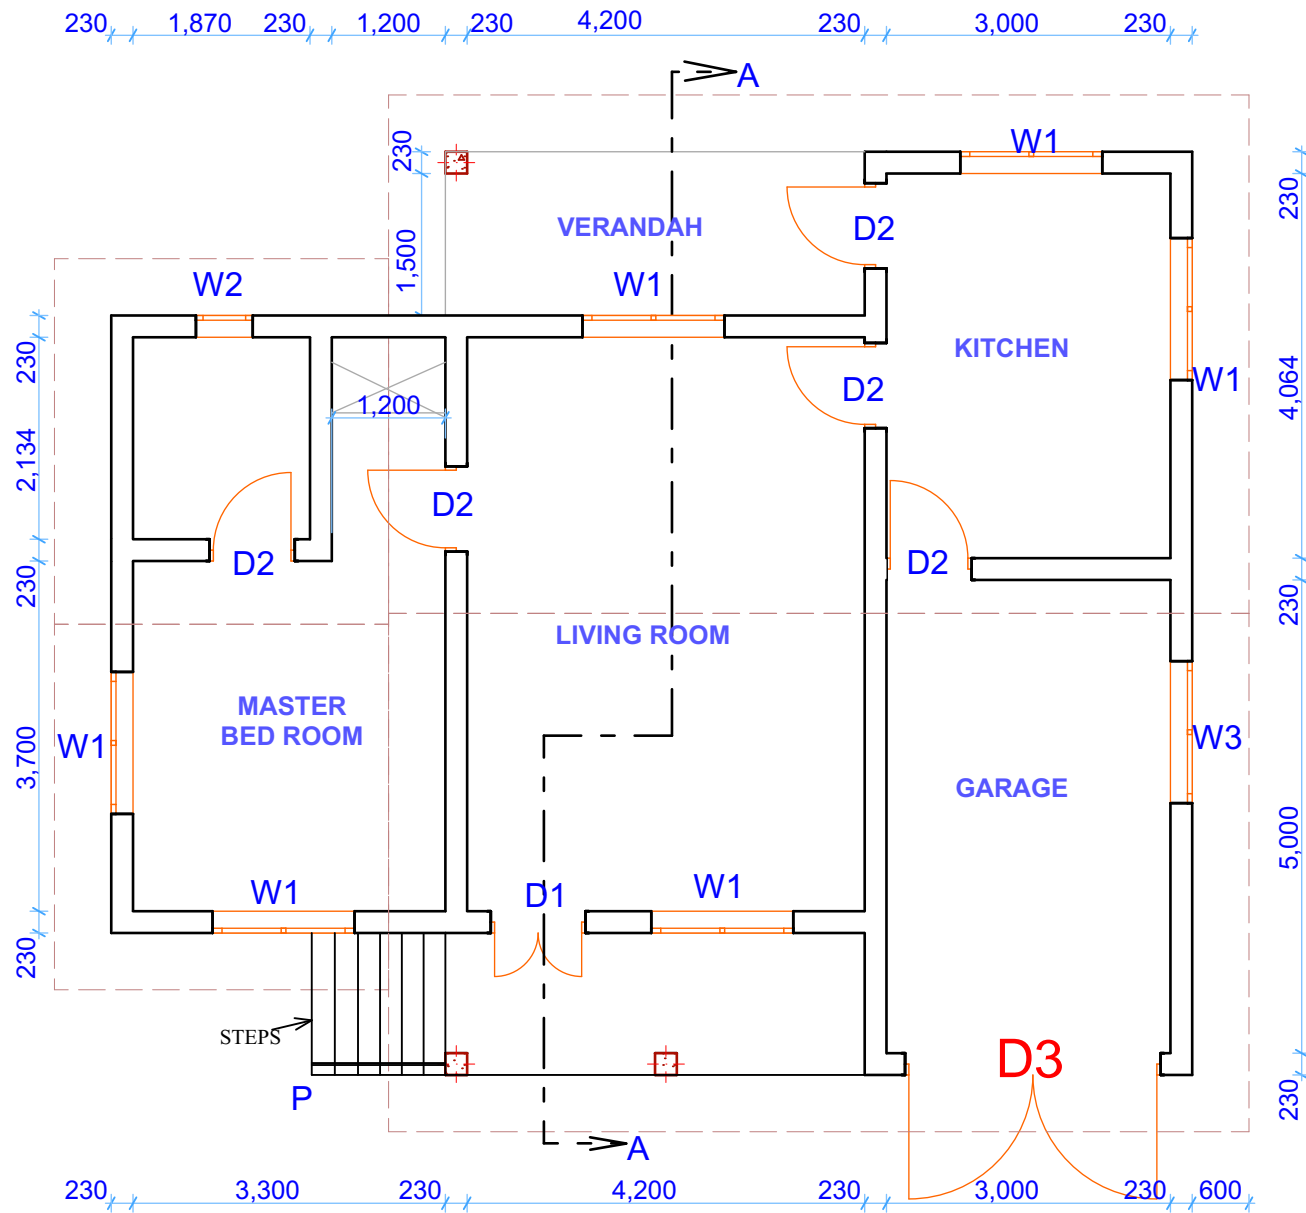 230 1,870 230 1,200 230 4,200 230 3,000 230
A
230
W1
230
VERANDAH
D2
1,500
W2
W1
KITCHEN
230
W1
D2
1,200
4,064
2,134
D2
D2
D2
230
230
LIVING ROOM
MASTER
BED ROOM
W1
3,700
W3
GARAGE
5,000
W1
D1
W1
230
STEPS
D3
P
230
A
230 3,300 230 4,200 230 3,000 230 600